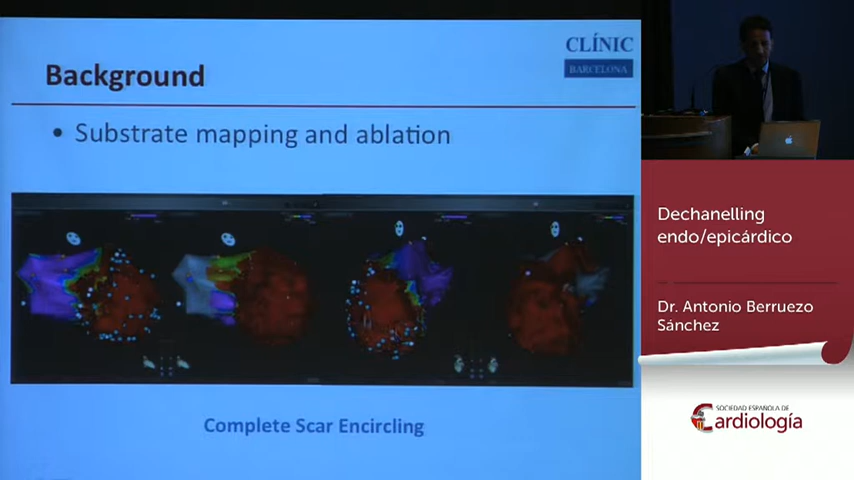 CLÍNIC
BARCELONA
Background
• Substrate mapping and ablation
Complete Scar Encircling
Dechanelling
endo/epicárdico
Dr. Antonio Berruezo
Sánchez
SOCIEDAD ESPAÑOLA DE
Cardiología